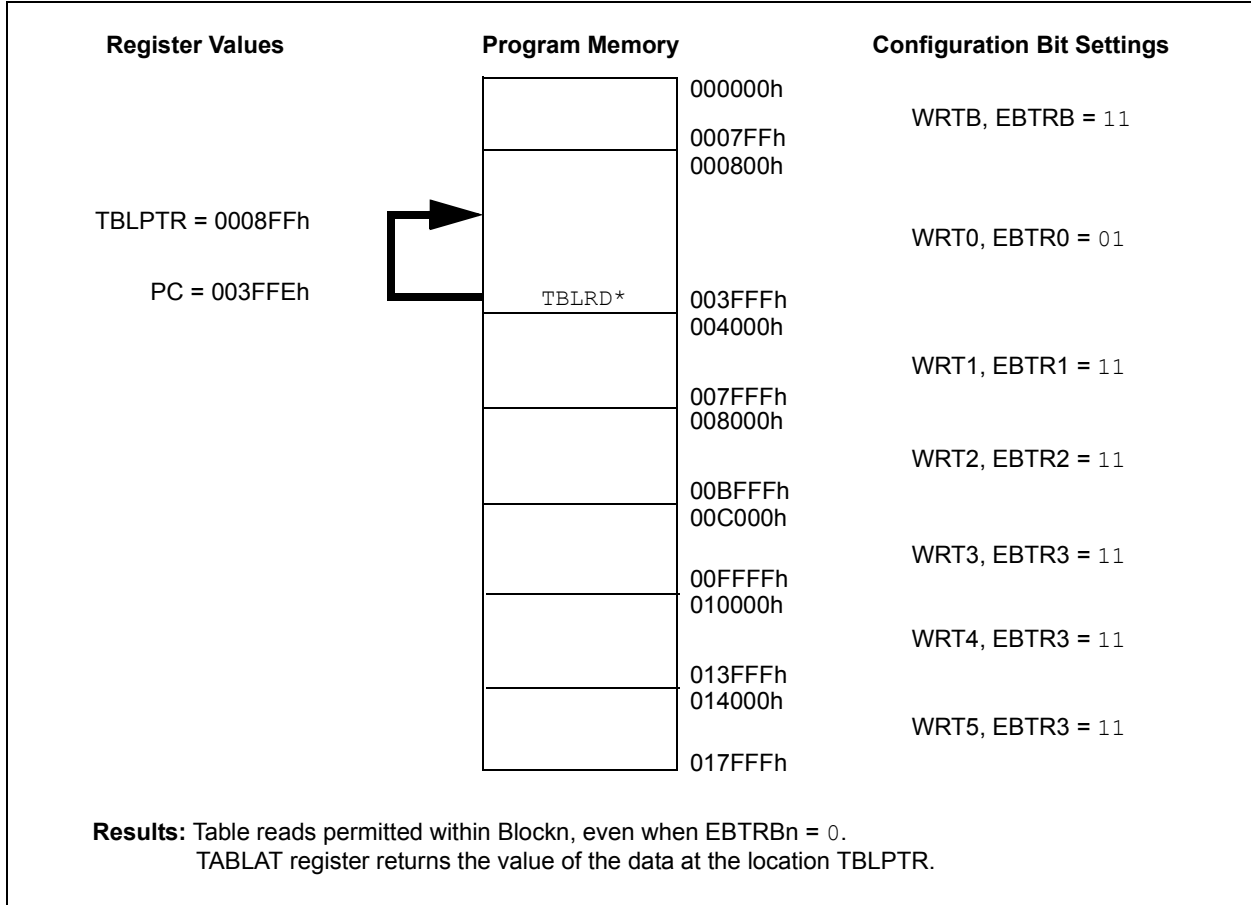 Register Values Program Memory Configuration Bit Settings
000000h
WRTB, EBTRB = 11
0007FFh
000800h
TBLPTR = 0008FFh
WRT0, EBTR0 = 01
PC = 003FFEh
TBLRD*
003FFFh
004000h
WRT1, EBTR1 = 11
007FFFh
008000h
WRT2, EBTR2 = 11
00BFFFh
00C000h
WRT3, EBTR3 = 11
00FFFFh
010000h
WRT4, EBTR3 = 11
013FFFh
014000h
WRT5, EBTR3 = 11
017FFFh
Results: Table reads permitted within Blockn, even when EBTRBn = 0.
TABLAT register returns the value of the data at the location TBLPTR.